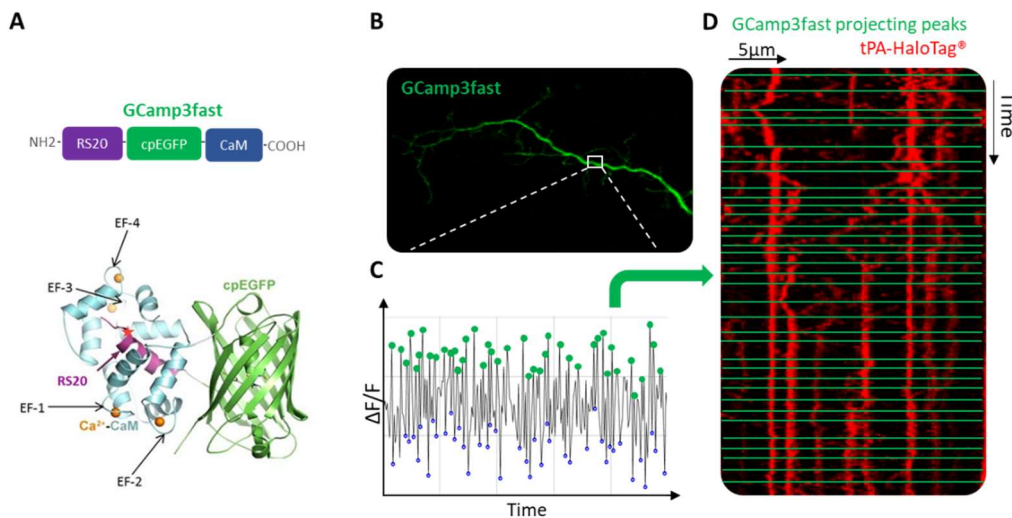 A
GCamp3fast
NH2-
RS20
cpEGFP
CaM
-COOH
EF-4
EF-3
cpEGFP
RS20
EF-1
Ca²⁺-CaM
EF-2
B
GCamp3fast
C
ΔF/F
Time
D
GCamp3fast projecting peaks
5µm
tPA-HaloTag®
Time